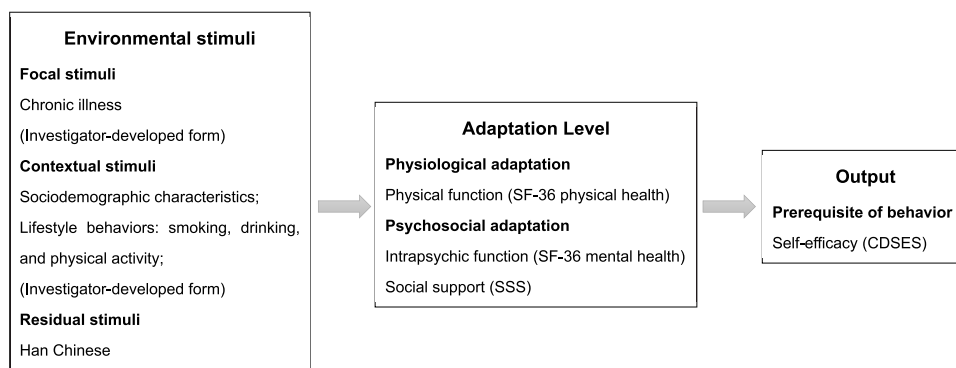 Environmental stimuli
Focal stimuli
Chronic illness
(Investigator-developed form)
Contextual stimuli
Sociodemographic characteristics;
Lifestyle behaviors: smoking, drinking,
and physical activity;
(Investigator-developed form)
Residual stimuli
Han Chinese
Adaptation Level
Physiological adaptation
Physical function (SF-36 physical health)
Psychosocial adaptation
Intrapsychic function (SF-36 mental health)
Social support (SSS)
Output
Prerequisite of behavior
Self-efficacy (CDSES)